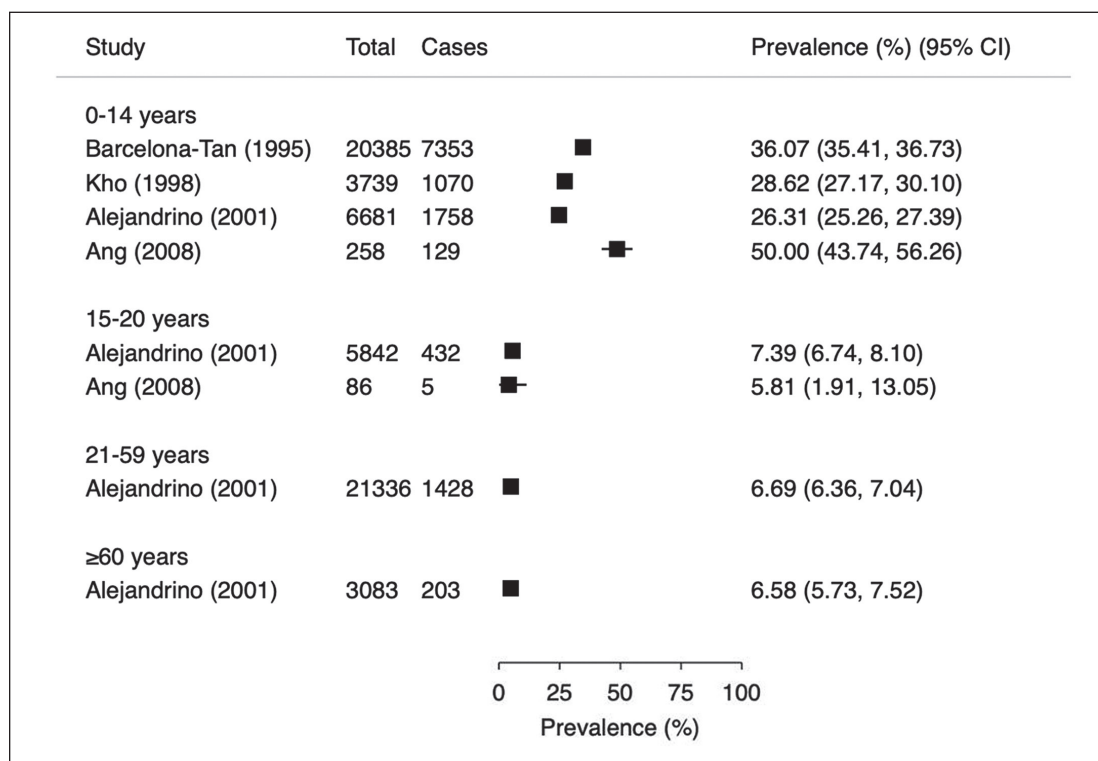 Study Total Cases Prevalence (%) (95% CI)
0-14 years
Barcelona-Tan (1995) 20385 7353 36.07 (35.41, 36.73)
Kho (1998) 3739 1070 28.62 (27.17, 30.10)
Alejandrino (2001) 6681 1758 26.31 (25.26, 27.39)
Ang (2008) 258 129 50.00 (43.74, 56.26)
15-20 years
Alejandrino (2001) 5842 432 7.39 (6.74, 8.10)
Ang (2008) 86 5 5.81 (1.91, 13.05)
21-59 years
Alejandrino (2001) 21336 1428 6.69 (6.36, 7.04)
≥60 years
Alejandrino (2001) 3083 203 6.58 (5.73, 7.52)
0 25 50 75 100
Prevalence (%)